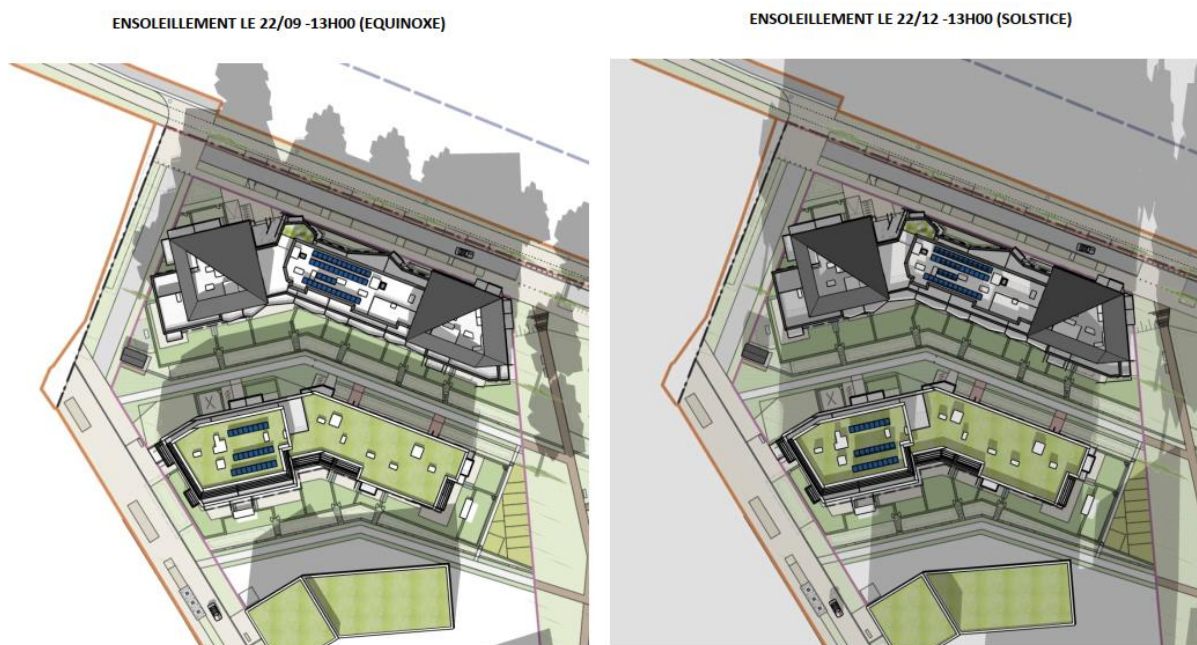 ENSOLEILLEMENT LE 22/09 -13H00 (EQUINOXE)
ENSOLEILLEMENT LE 22/12 -13H00 (SOLSTICE)